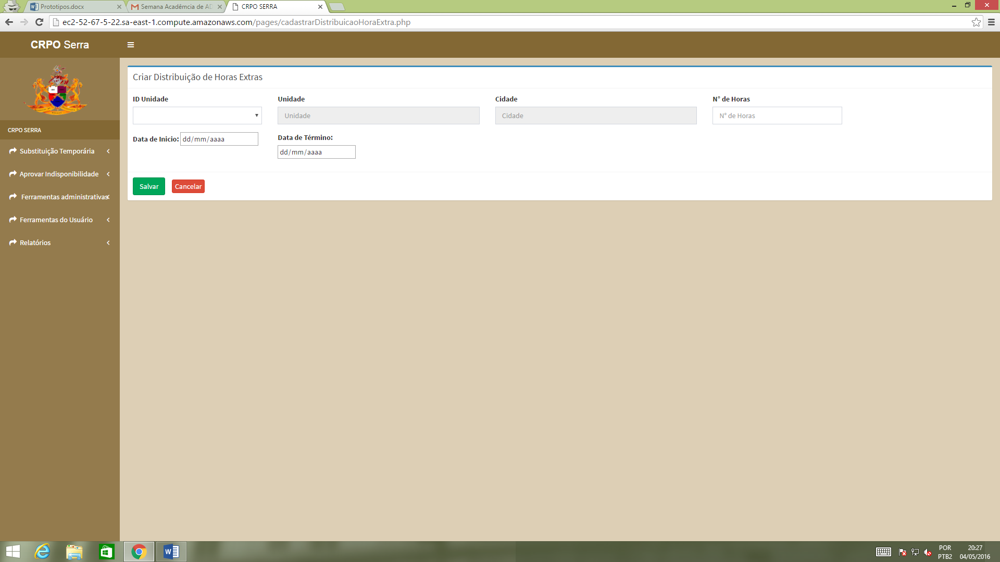 Prototipos.docx
Semana Acadêmcia de AD
CRPO SERRA
ec2-52-67-5-22.sa-east-1.compute.amazonaws.com/pages/cadastrarDistribuicaoHoraExtra.php
CRPO Serra
CRPO SERRA
Substituição Temporária
Aprovar Indisponibilidade
Ferramentas administrativas
Ferramentas do Usuário
Relatórios
Criar Distribuição de Horas Extras
ID Unidade
Unidade
Cidade
N° de Horas
Unidade
Cidade
N° de Horas
Data de Inicio: dd/mm/aaaa
Data de Término:
dd/mm/aaaa
Salvar
Cancelar
POR
PTB2
20:27
04/05/2016